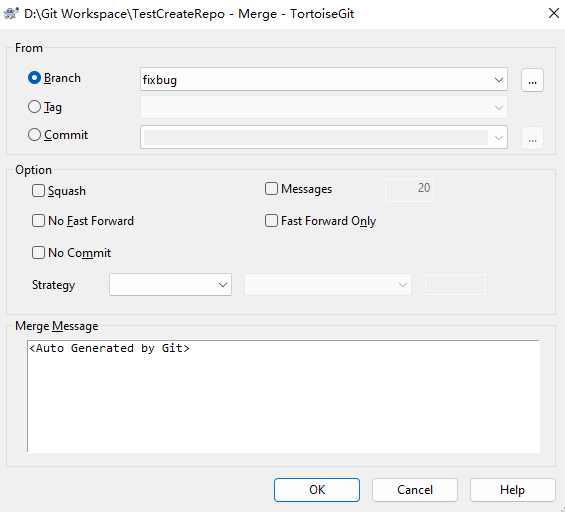 D:\Git Workspace\TestCreateRepo - Merge - TortoiseGit
From
Branch
fixbug
...
Tag
Commit
...
Option
Squash
Messages
20
No Fast Forward
Fast Forward Only
No Commit
Strategy
Merge Message
<Auto Generated by Git>
OK
Cancel
Help